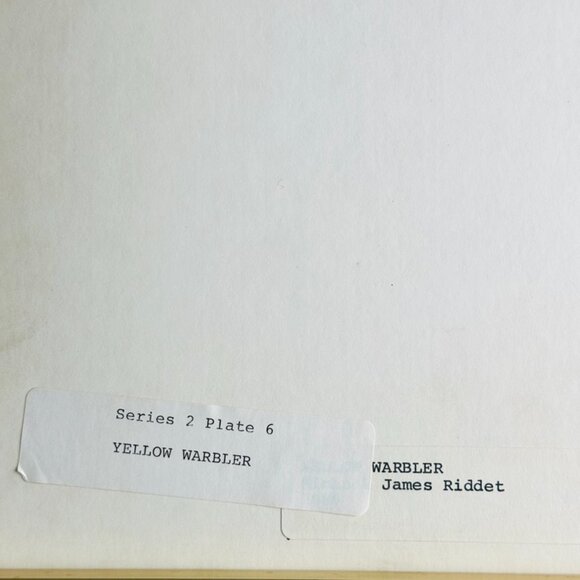 Series 2 Plate 6
YELLOW WARBLER
WARBLER
James Riddet